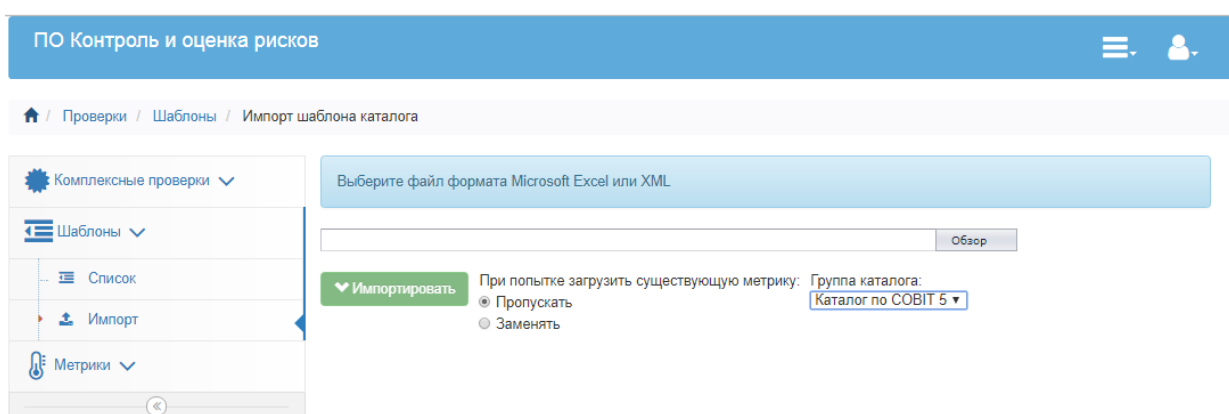 ПО Контроль и оценка рисков
/ Проверки / Шаблоны / Импорт шаблона каталога
Комплексные проверки
Выберите файл формата Microsoft Excel или XML
Шаблоны
Обзор
Список
Импортировать
При попытке загрузить существующую метрику:
Группа каталога:
Пропускать
Каталог по COBIT 5
Заменять
Импорт
Метрики